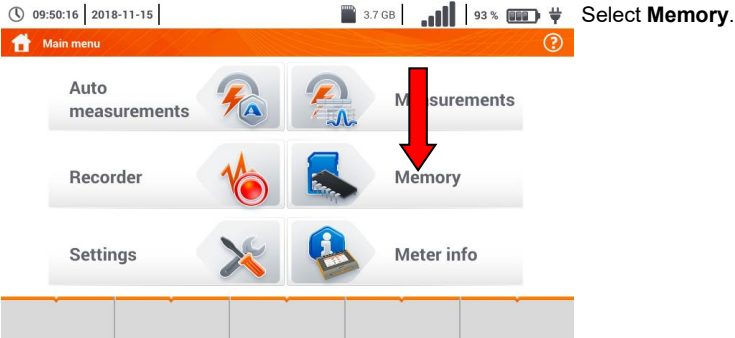 09:50:16 2018-11-15 3.7 GB 93 % Select Memory.
Main menu ?
Auto
measurements
Measurements
Recorder
Memory
Settings
Meter info